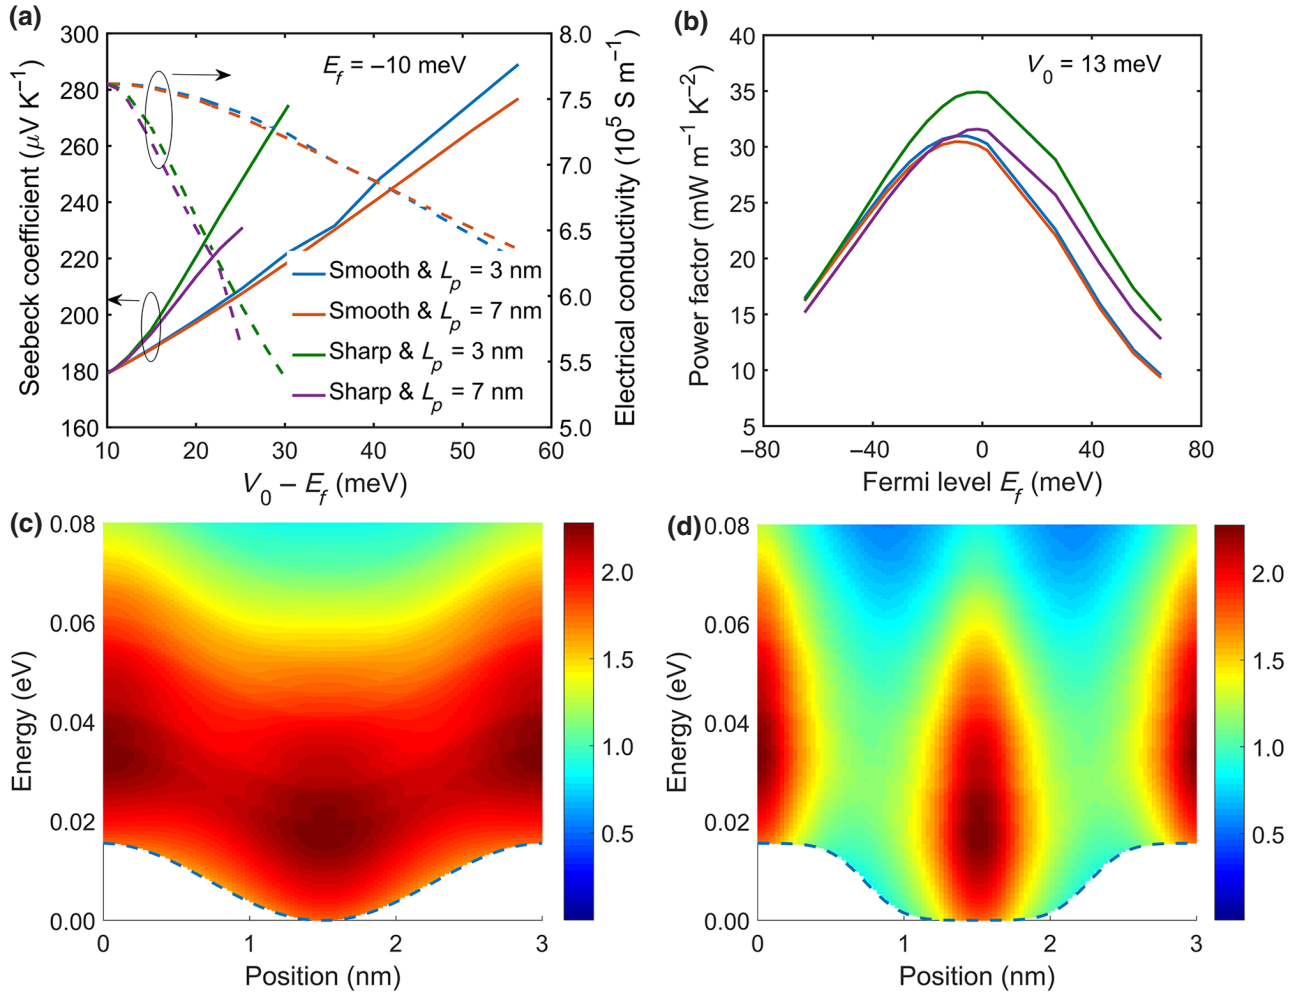 (a)
300
280
260
240
220
200
180
160
Seebeck coefficient (μV K⁻¹)
E_f = −10 meV
8.0
7.5
7.0
6.5
6.0
5.5
5.0
Electrical conductivity (10⁵ S m⁻¹)
Smooth & L_p = 3 nm
Smooth & L_p = 7 nm
Sharp & L_p = 3 nm
Sharp & L_p = 7 nm
10 20 30 40 50 60
V₀ − E_f (meV)
(b)
40
35
30
25
20
15
10
5
Power factor (mW m⁻¹ K⁻²)
V₀ = 13 meV
−80 −40 0 40 80
Fermi level E_f (meV)
(c)
0.08
0.06
0.04
0.02
0.00
Energy (eV)
0 1 2 3
Position (nm)
2.0
1.5
1.0
0.5
(d)
0.08
0.06
0.04
0.02
0.00
Energy (eV)
0 1 2 3
Position (nm)
2.0
1.5
1.0
0.5